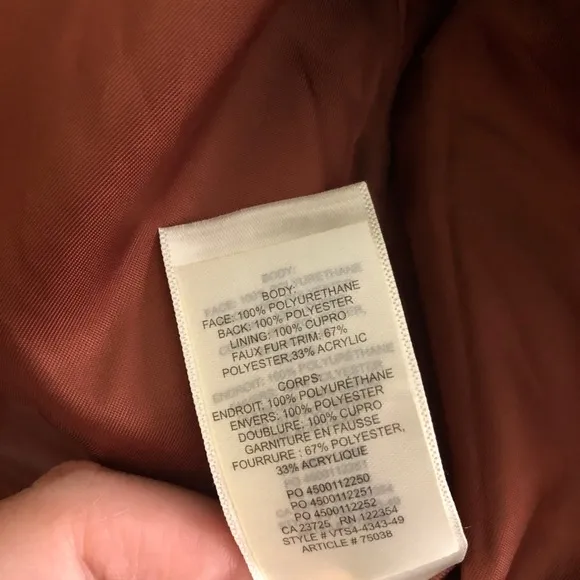 BODY:
FACE: 100% POLYURETHANE
BACK: 100% POLYESTER
LINING: 100% CUPRO
FAUX FUR TRIM: 67%
POLYESTER,33% ACRYLIC
CORPS:
ENDROIT: 100% POLYURÉTHANE
ENVERS: 100% POLYESTER
DOUBLURE: 100% CUPRO
GARNITURE EN FAUSSE
FOURRURE : 67% POLYESTER,
33% ACRYLIQUE
PO 4500112250
PO 4500112251
PO 4500112252
CA 23725 RN 122354
STYLE # VTS4-4343-49
ARTICLE # 75038